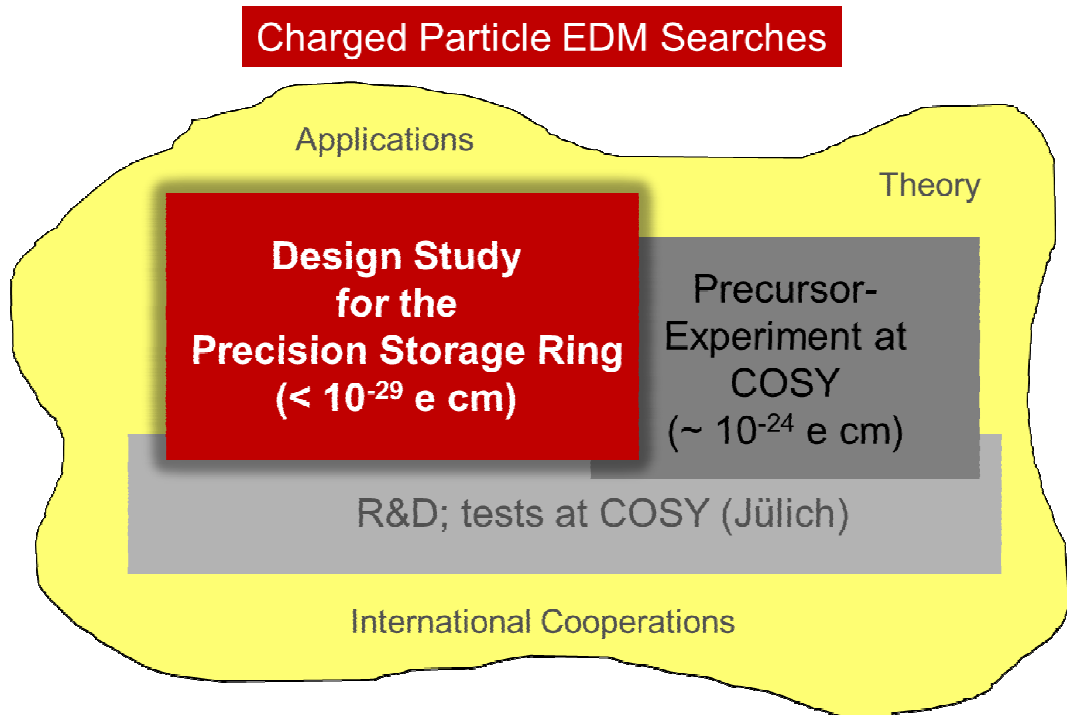 Charged Particle EDM Searches
Applications
Theory
Design Study
for the
Precision Storage Ring
(< 10⁻²⁹ e cm)
Precursor-
Experiment at
COSY
(~ 10⁻²⁴ e cm)
R&D; tests at COSY (Jülich)
International Cooperations